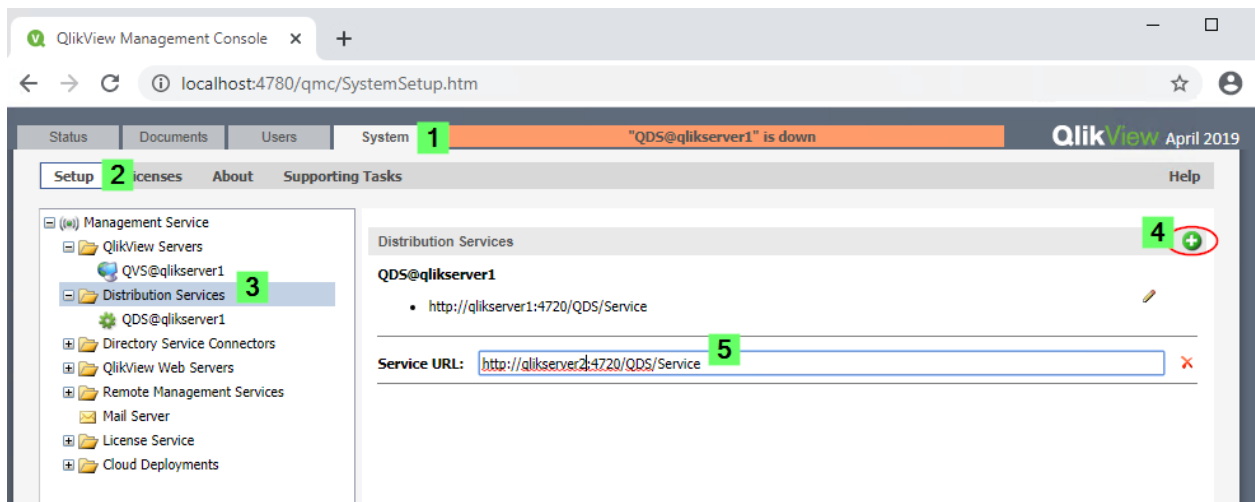 QlikView Management Console
localhost:4780/qmc/SystemSetup.htm
Status Documents Users System 1 "QDS@qlikserver1" is down QlikView April 2019
Setup 2 icenses About Supporting Tasks Help
Management Service
QlikView Servers
QVS@qlikserver1
Distribution Services 3
QDS@qlikserver1
Directory Service Connectors
QlikView Web Servers
Remote Management Services
Mail Server
License Service
Cloud Deployments
Distribution Services 4
QDS@qlikserver1
• http://qlikserver1:4720/QDS/Service
Service URL: http://qlikserver2:4720/QDS/Service 5